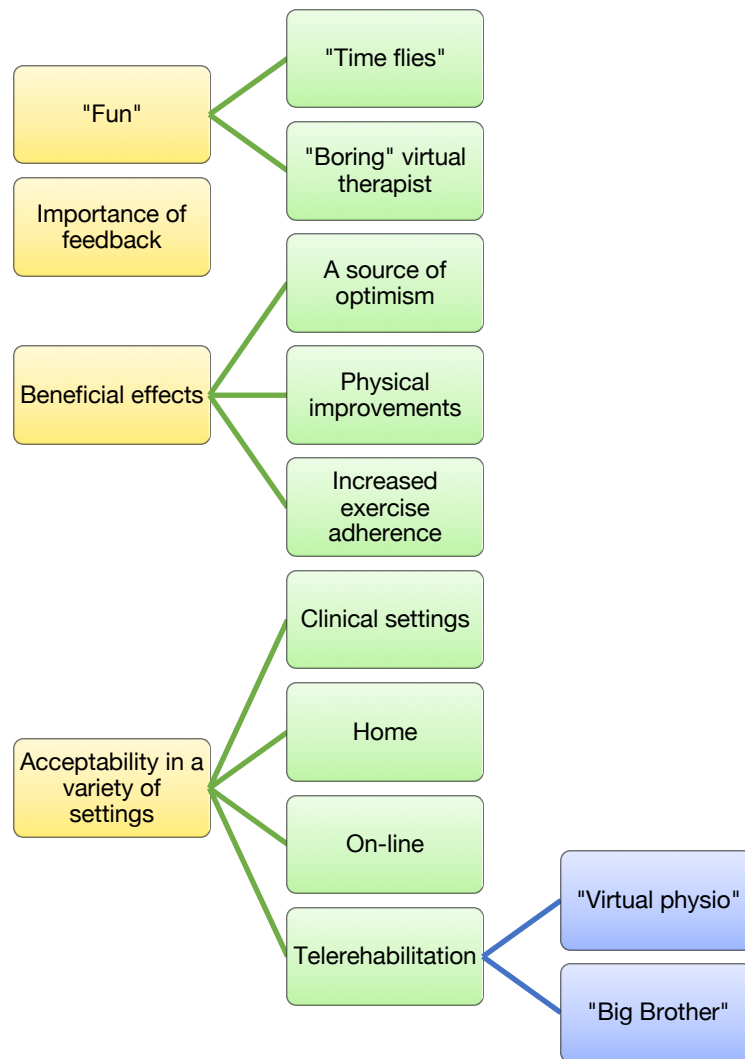 "Fun"
"Time flies"
"Boring" virtual
therapist
Importance of
feedback
Beneficial effects
A source of
optimism
Physical
improvements
Increased
exercise
adherence
Acceptability in a
variety of
settings
Clinical settings
Home
On-line
Telerehabilitation
"Virtual physio"
"Big Brother"